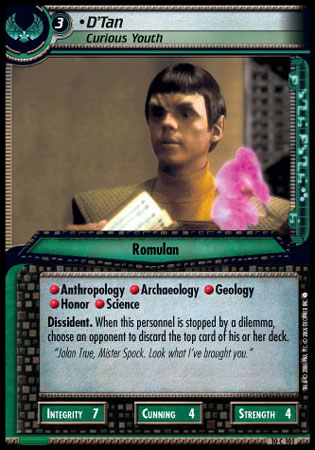 3 •D'Tan
Curious Youth
Romulan
Anthropology Archaeology Geology
Honor Science
Dissident. When this personnel is stopped by a dilemma,
choose an opponent to discard the top card of his or her deck.
"Jolan True, Mister Spock. Look what I've brought you."
INTEGRITY 7 CUNNING 4 STRENGTH 4
10 C 101